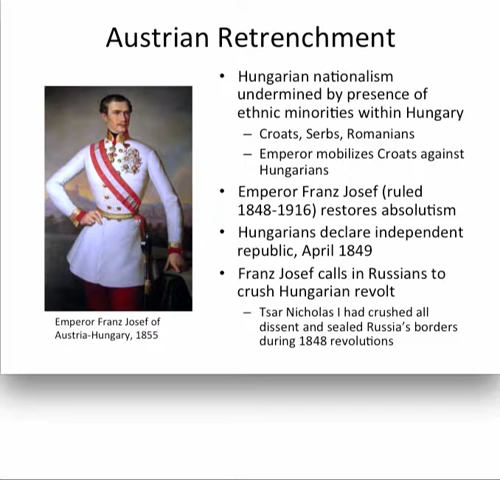 Austrian Retrenchment
• Hungarian nationalism
undermined by presence of
ethnic minorities within Hungary
– Croats, Serbs, Romanians
– Emperor mobilizes Croats against
Hungarians
• Emperor Franz Josef (ruled
1848-1916) restores absolutism
• Hungarians declare independent
republic, April 1849
• Franz Josef calls in Russians to
crush Hungarian revolt
– Tsar Nicholas I had crushed all
dissent and sealed Russia's borders
during 1848 revolutions
Emperor Franz Josef of
Austria-Hungary, 1855